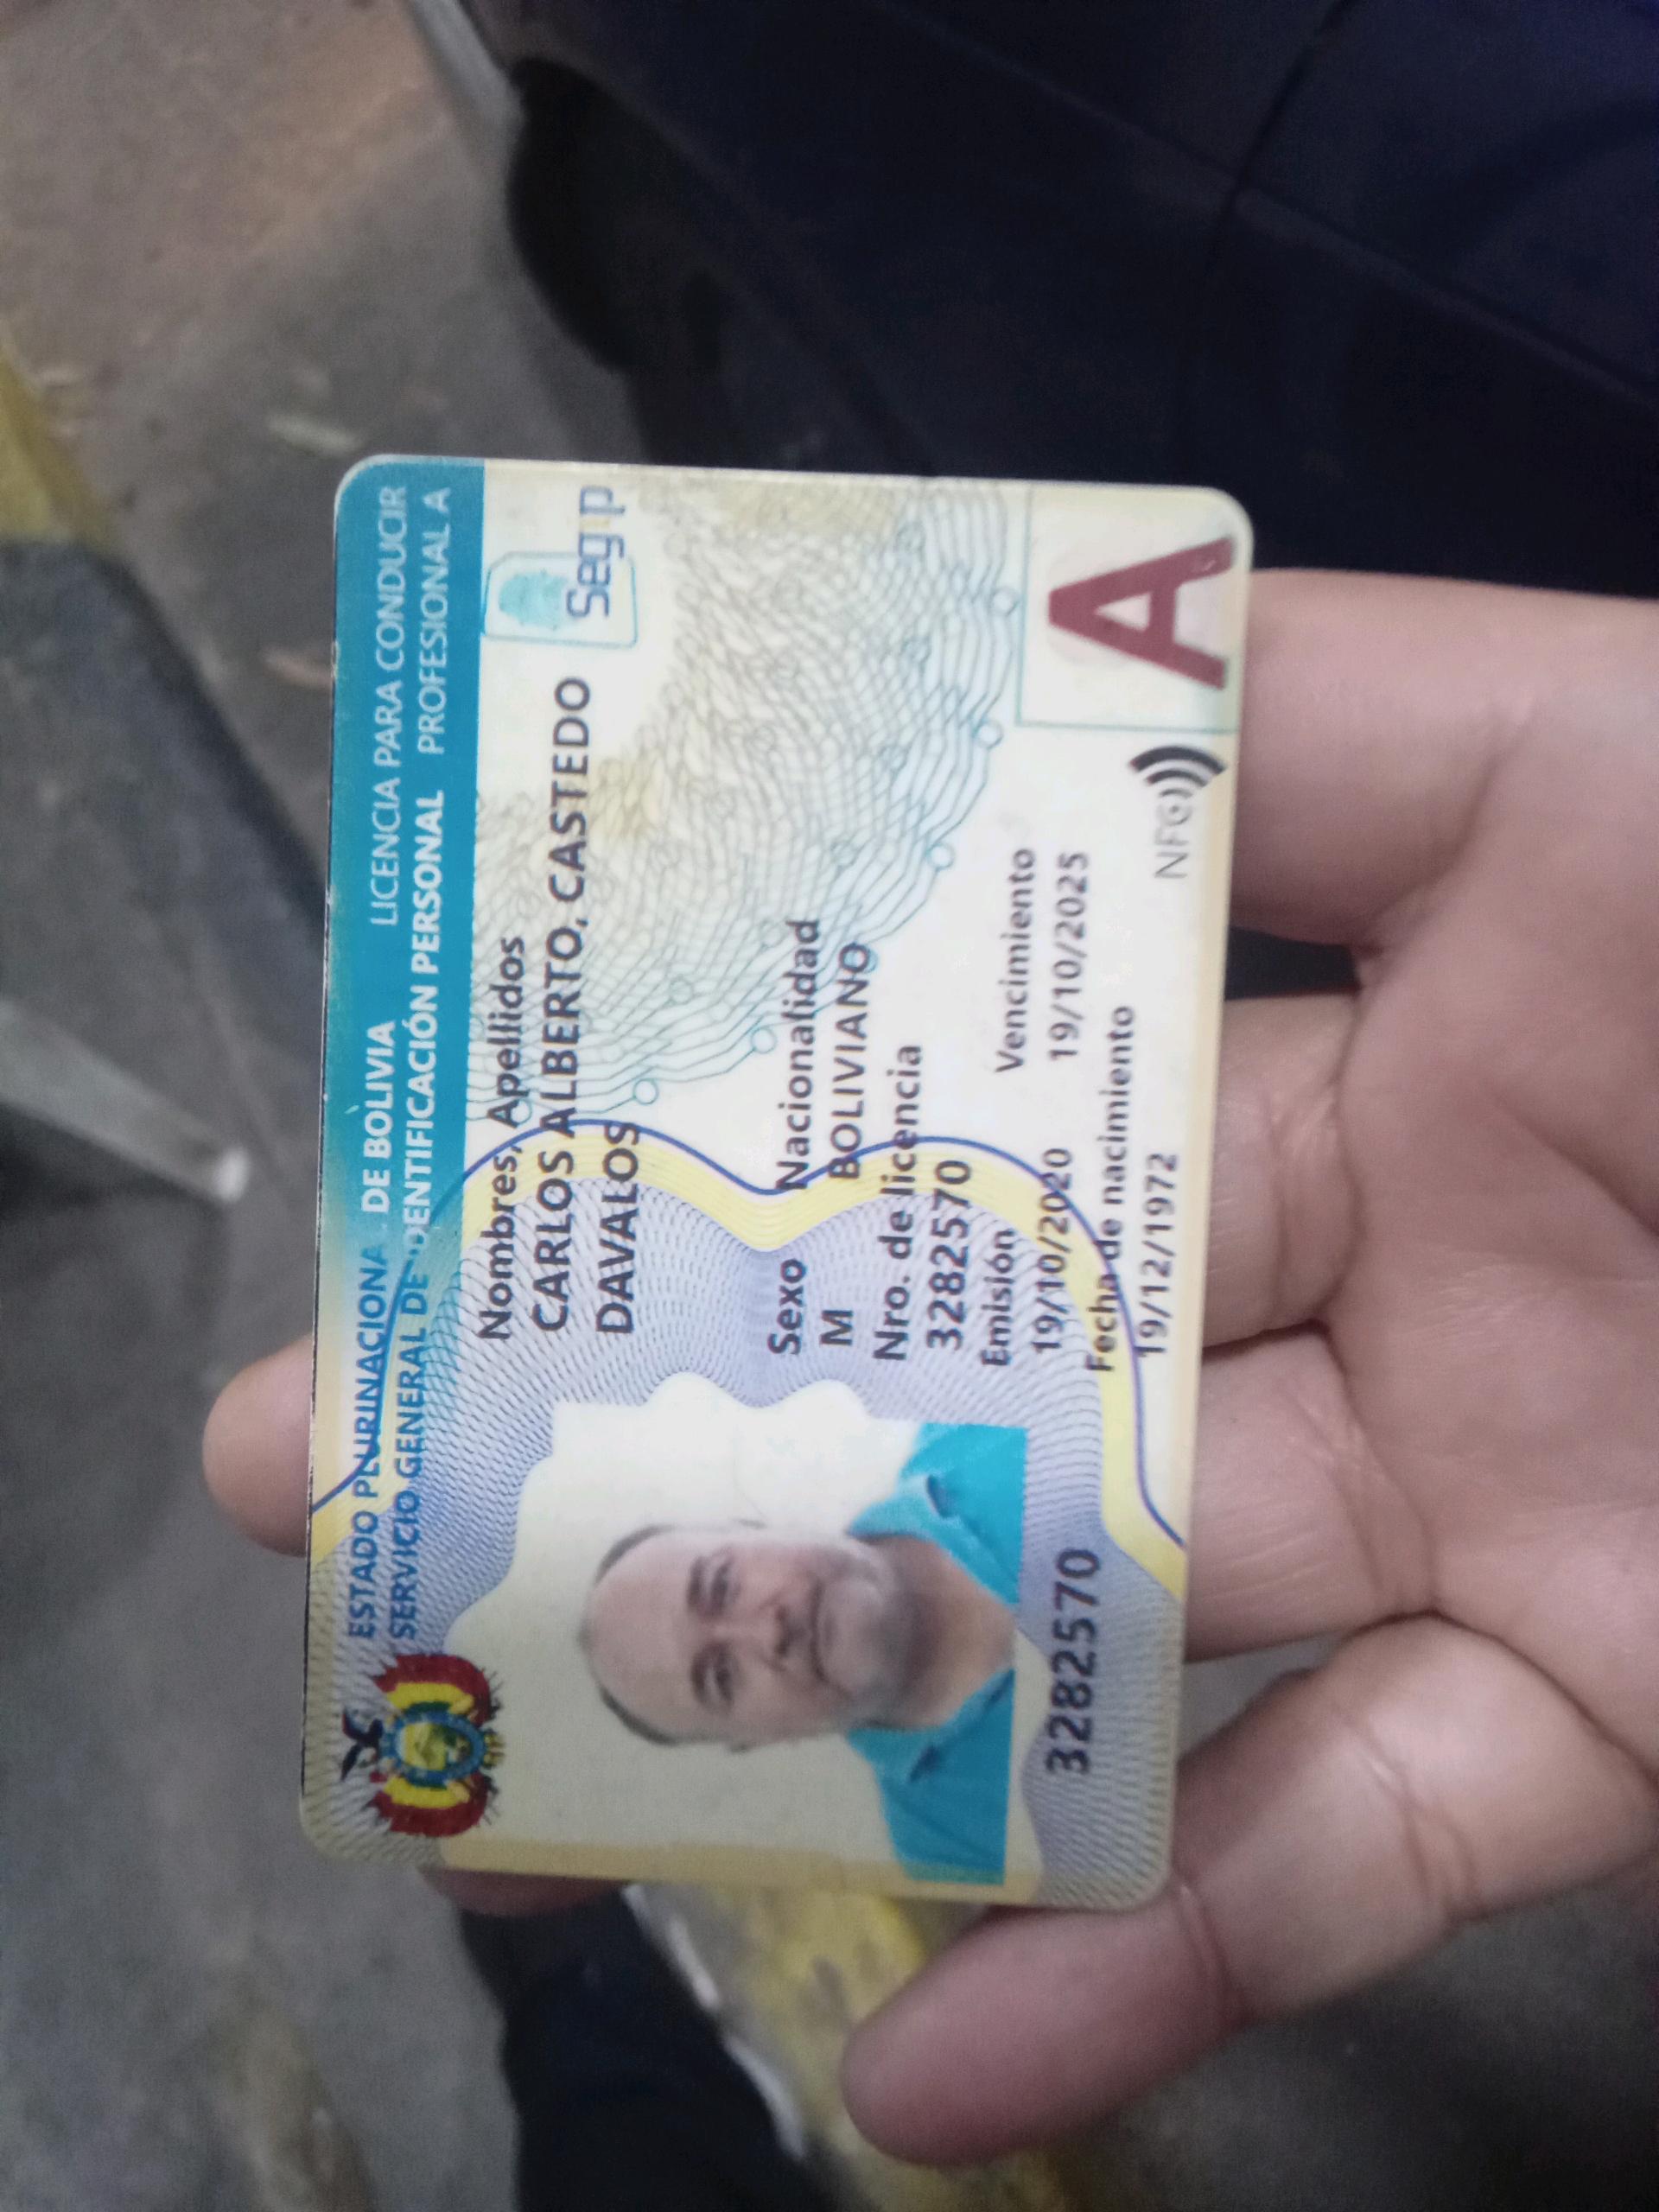 ESTADO PLURINACIONA DE BOLIVIA
SERVICIO GENERAL DE IDENTIFICACIÓN PERSONAL
LICENCIA PARA CONDUCIR
PROFESIONAL A
Segip
Nombres, Apellidos
CARLOS ALBERTO, CASTEDO
DAVALOS
Sexo Nacionalidad
M BOLIVIANO
Nro. de licencia
3282570
Emisión Vencimiento
19/10/2020 19/10/2025
Fecha de nacimiento
19/12/1972
3282570
NFC
A